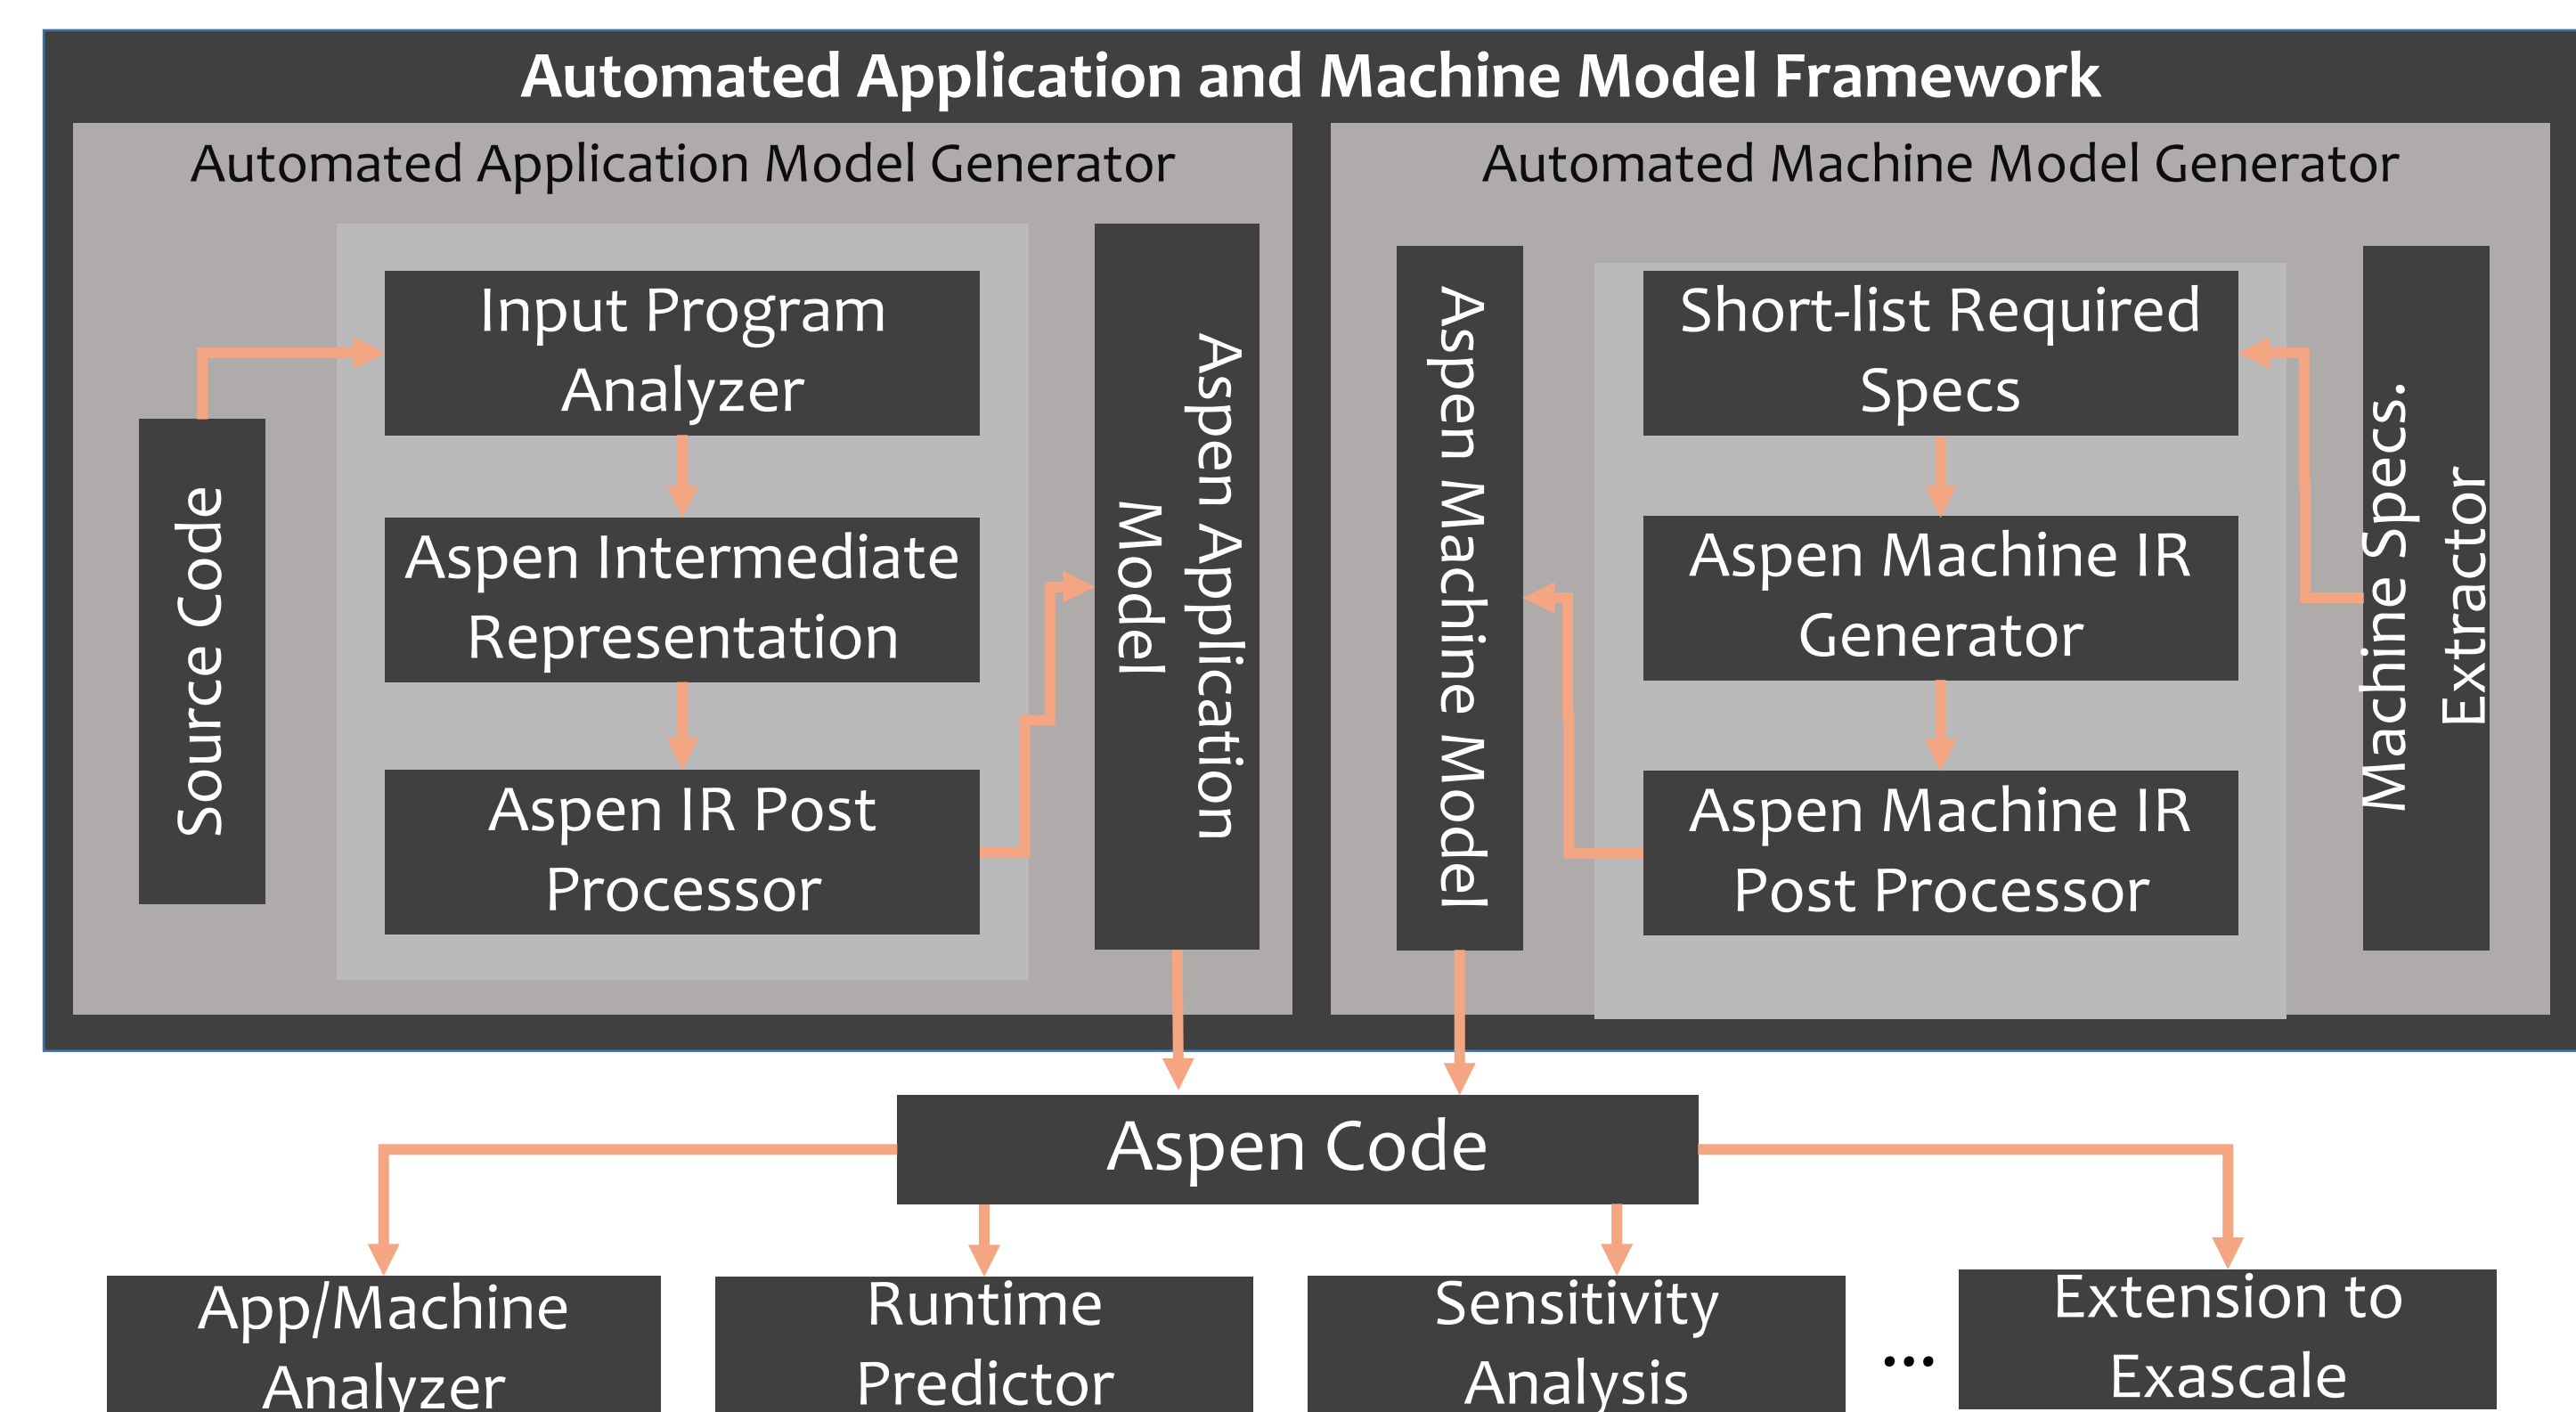 Automated Application and Machine Model Framework
Automated Application Model Generator
Source Code
Input Program
Analyzer
Aspen Intermediate
Representation
Aspen IR Post
Processor
Aspen Application
Model
Automated Machine Model Generator
Aspen Machine Model
Short-list Required
Specs
Aspen Machine IR
Generator
Aspen Machine IR
Post Processor
Machine Specs.
Extractor
Aspen Code
App/Machine
Analyzer
Runtime
Predictor
Sensitivity
Analysis
...
Extension to
Exascale